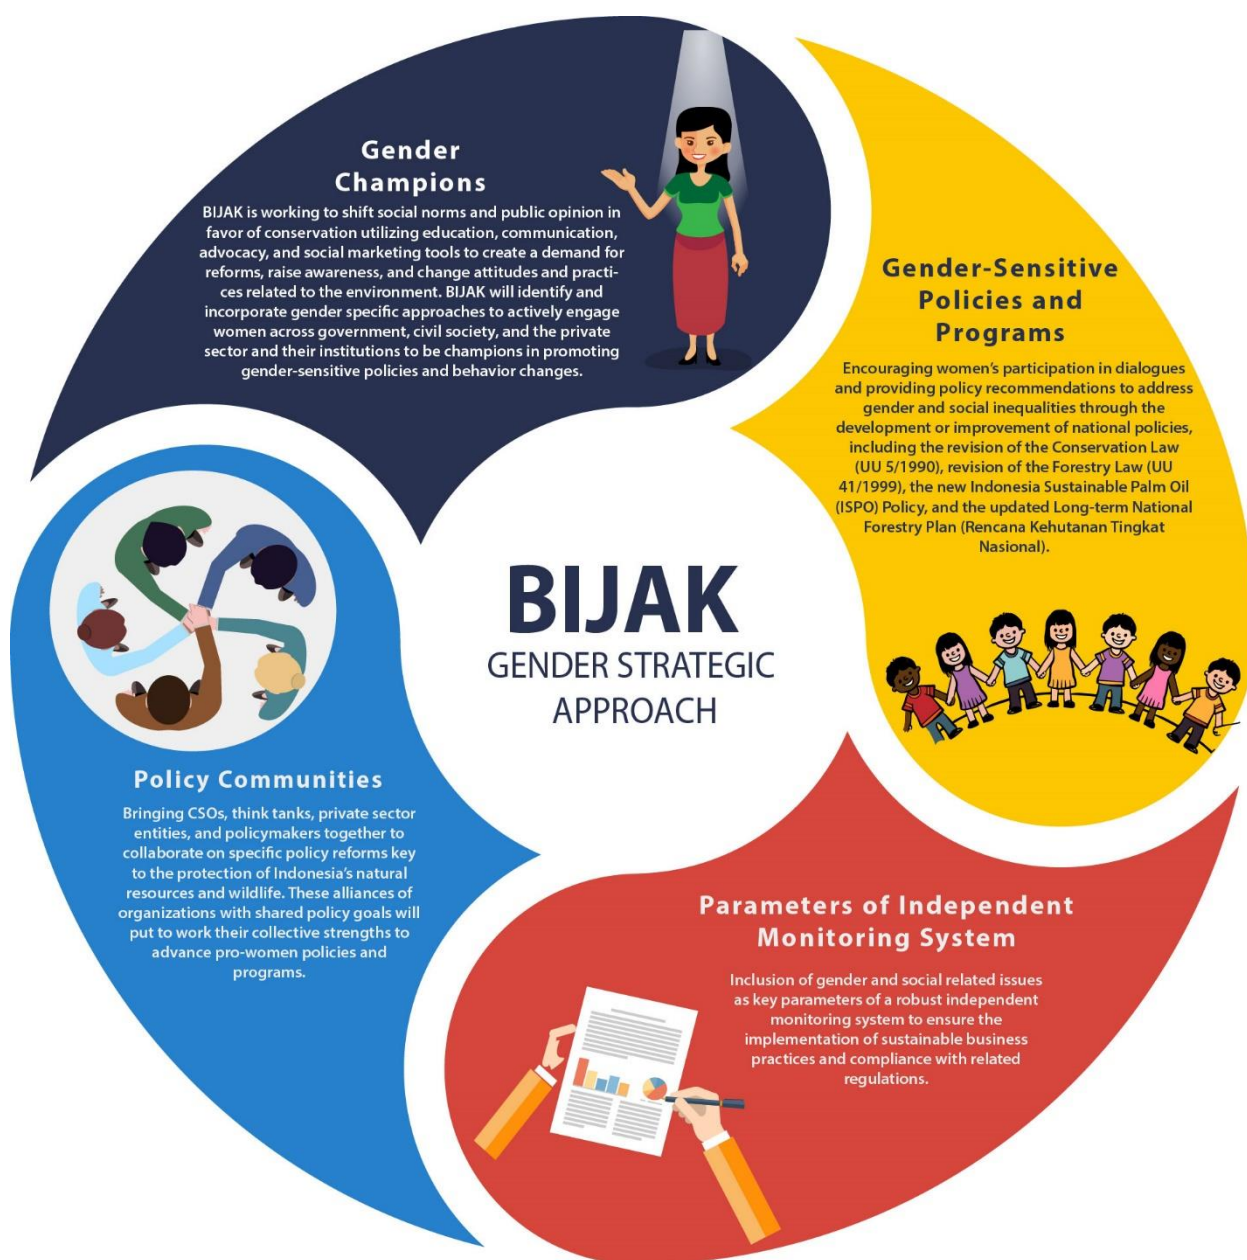 Gender
Champions
BIJAK is working to shift social norms and public opinion in
favor of conservation utilizing education, communication,
advocacy, and social marketing tools to create a demand for
reforms, raise awareness, and change attitudes and practi-
ces related to the environment. BIJAK will identify and
incorporate gender specific approaches to actively engage
women across government, civil society, and the private
sector and their institutions to be champions in promoting
gender-sensitive policies and behavior changes.
Gender-Sensitive
Policies and
Programs
Encouraging women's participation in dialogues
and providing policy recommendations to address
gender and social inequalities through the
development or improvement of national policies,
including the revision of the Conservation Law
(UU 5/1990), revision of the Forestry Law (UU
41/1999), the new Indonesia Sustainable Palm Oil
(ISPO) Policy, and the updated Long-term National
Forestry Plan (Rencana Kehutanan Tingkat
Nasional).
BIJAK
GENDER STRATEGIC
APPROACH
Policy Communities
Bringing CSOs, think tanks, private sector
entities, and policymakers together to
collaborate on specific policy reforms key
to the protection of Indonesia's natural
resources and wildlife. These alliances of
organizations with shared policy goals will
put to work their collective strengths to
advance pro-women policies and
programs.
Parameters of Independent
Monitoring System
Inclusion of gender and social related issues
as key parameters of a robust independent
monitoring system to ensure the
implementation of sustainable business
practices and compliance with related
regulations.